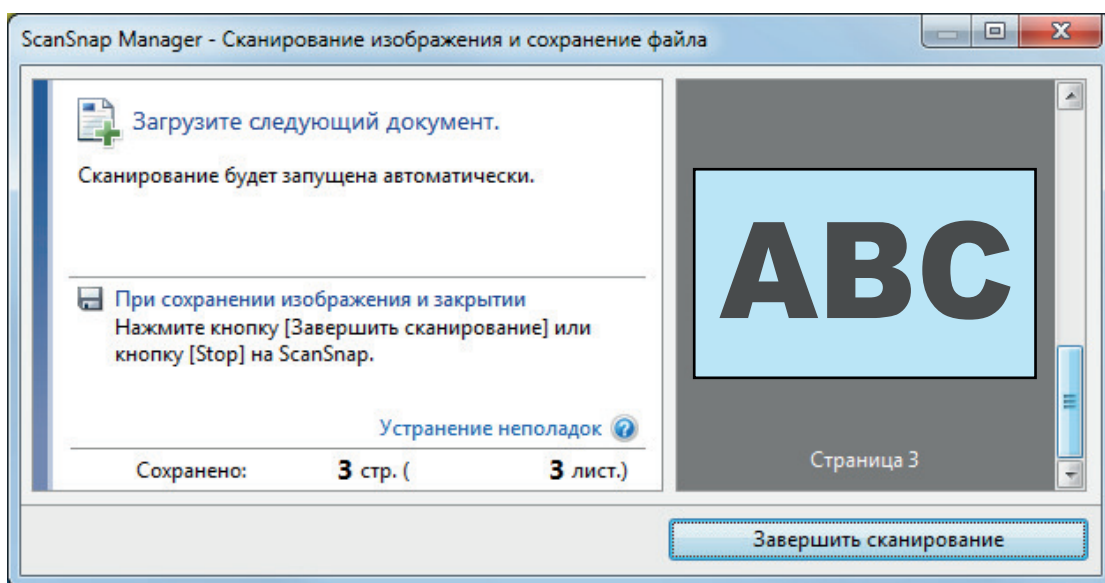 ScanSnap Manager - Сканирование изображения и сохранение файла
Загрузите следующий документ.
Сканирование будет запущена автоматически.
При сохранении изображения и закрытии
Нажмите кнопку [Завершить сканирование] или
кнопку [Stop] на ScanSnap.
Устранение неполадок
Сохранено: 3 стр. ( 3 лист.)
ABC
Страница 3
Завершить сканирование